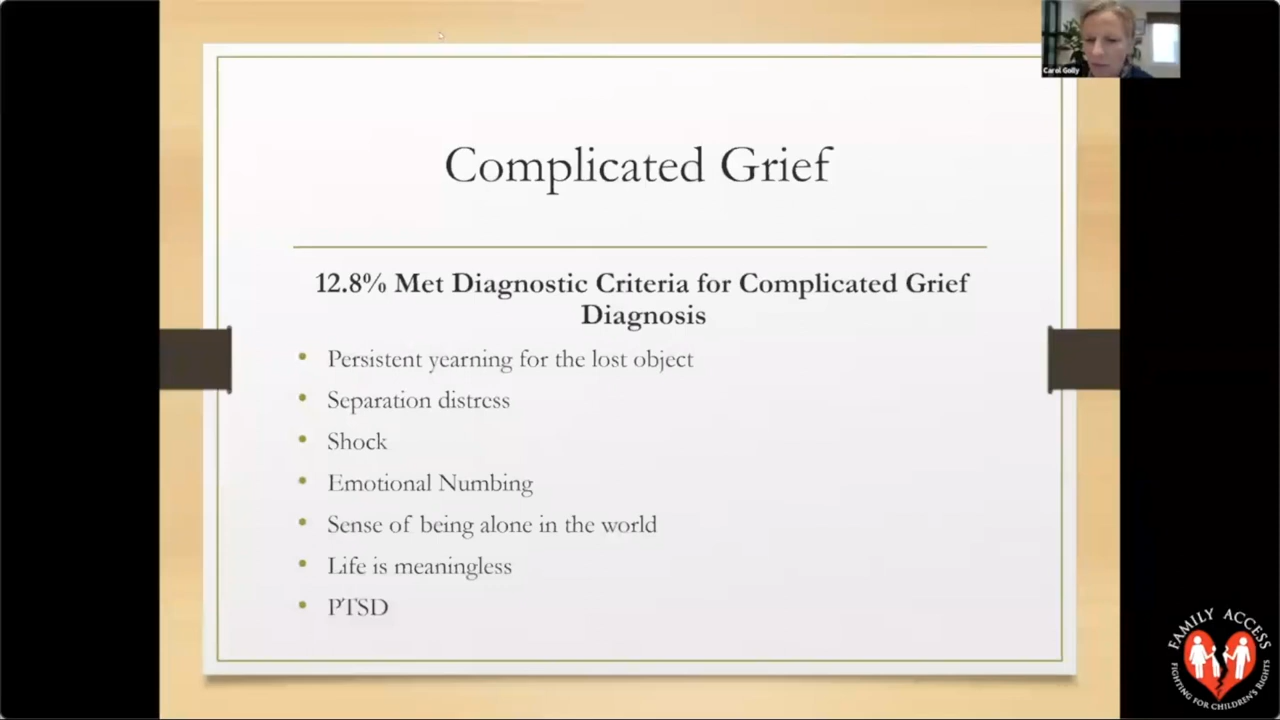 Carol Golly
Complicated Grief
12.8% Met Diagnostic Criteria for Complicated Grief
Diagnosis
• Persistent yearning for the lost object
• Separation distress
• Shock
• Emotional Numbing
• Sense of being alone in the world
• Life is meaningless
• PTSD
FAMILY ACCESS
FIGHTING FOR CHILDREN'S RIGHTS